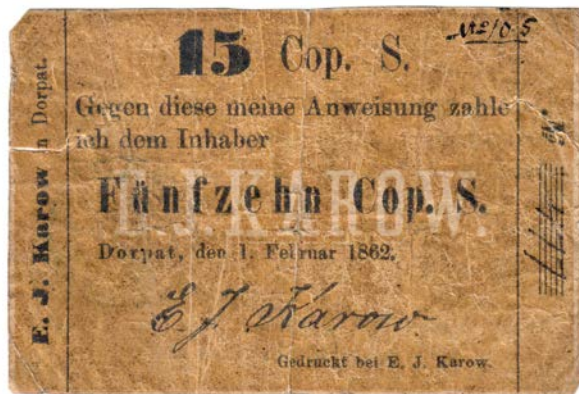 15 Cop. S.
№ 105
Gegen diese meine Anweisung zahle
ich dem Inhaber
E. J. KAROW.
Fünfzehn Cop. S.
Dorpat, den 1. Februar 1862.
E J Karow
Gedruckt bei E. J. Karow.
E. J. Karow in Dorpat.